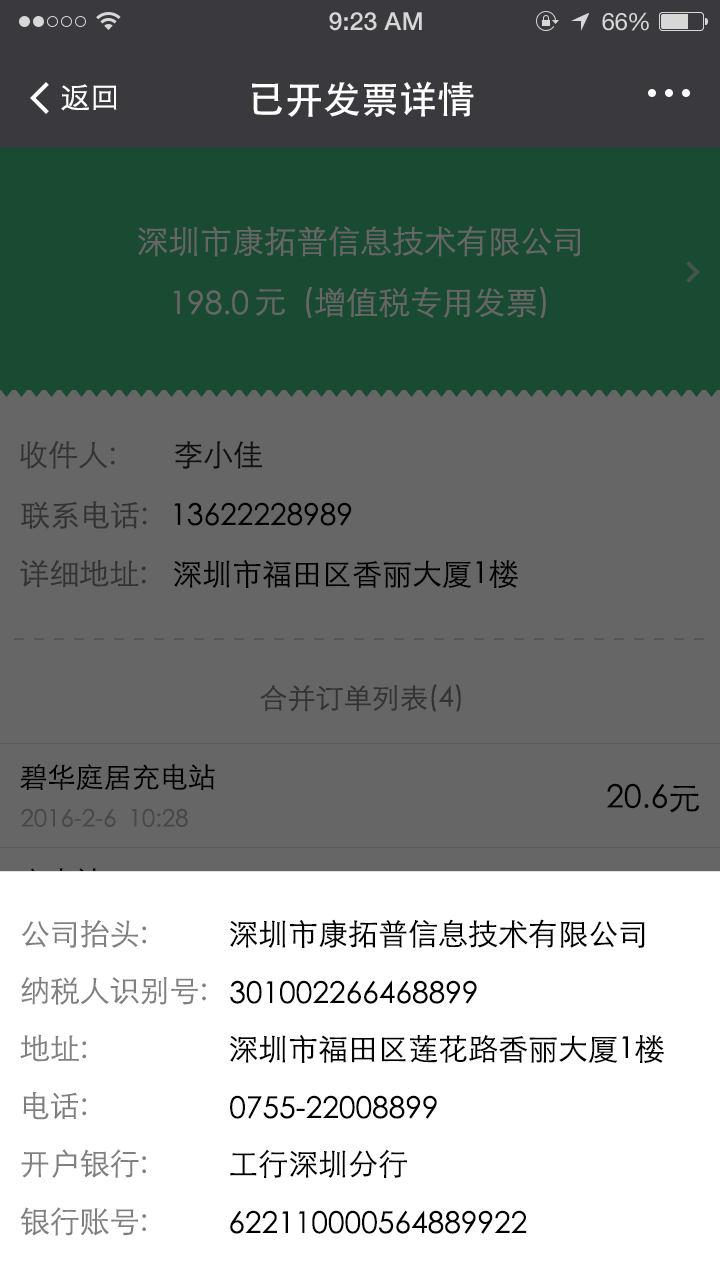 9:23 AM 66%
返回 已开发票详情
深圳市康拓普信息技术有限公司
198.0元 (增值税专用发票)
收件人: 李小佳
联系电话: 13622228989
详细地址: 深圳市福田区香丽大厦1楼
合并订单列表(4)
碧华庭居充电站
20.6元
2016-2-6 10:28
公司抬头: 深圳市康拓普信息技术有限公司
纳税人识别号: 301002266468899
地址: 深圳市福田区莲花路香丽大厦1楼
电话: 0755-22008899
开户银行: 工行深圳分行
银行账号: 622110000564889922